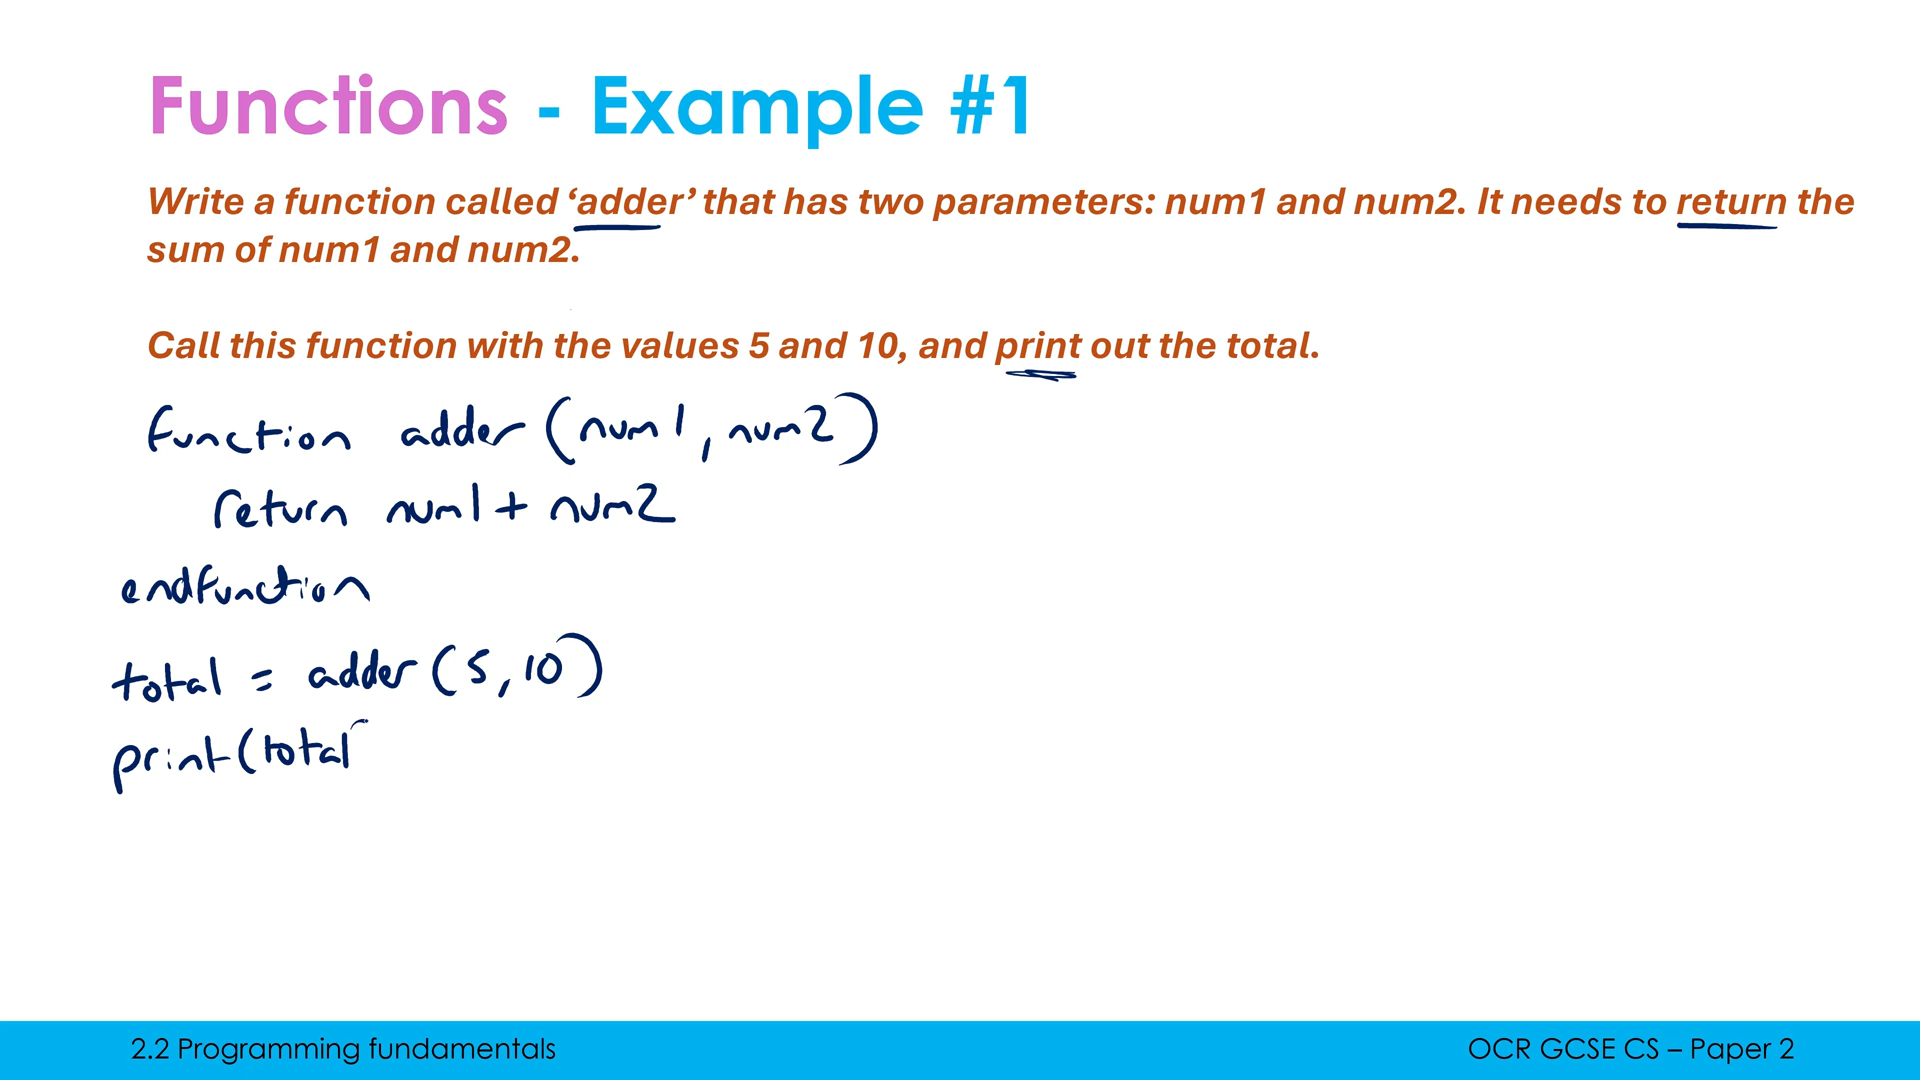 Functions - Example #1
Write a function called ‘adder’ that has two parameters: num1 and num2. It needs to return the
sum of num1 and num2.
Call this function with the values 5 and 10, and print out the total.
function adder (num1, num2)
return num1 + num2
endfunction
total = adder (5, 10)
print(total
2.2 Programming fundamentals
OCR GCSE CS – Paper 2